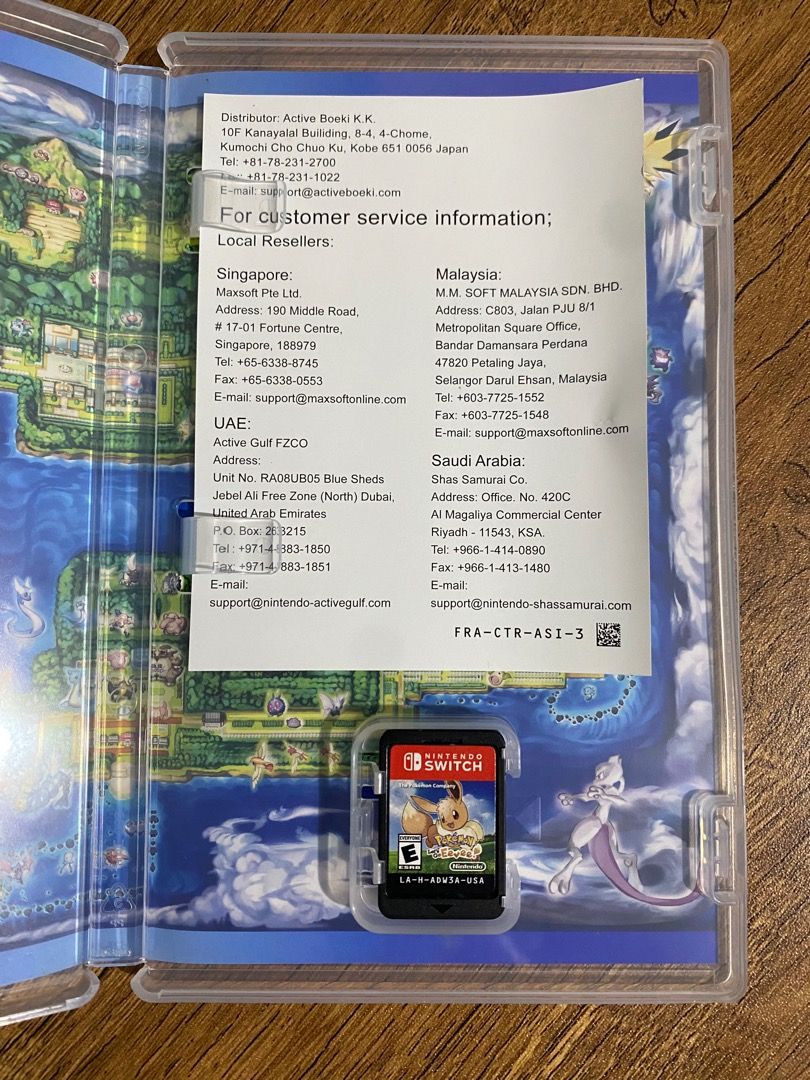 Distributor: Active Boeki K.K.
10F Kanayalal Builiding, 8-4, 4-Chome,
Kumochi Cho Chuo Ku, Kobe 651 0056 Japan
Tel: +81-78-231-2700
+81-78-231-1022
E-mail: support@activeboeki.com
For customer service information;
Local Resellers:
Singapore:
Maxsoft Pte Ltd.
Address: 190 Middle Road,
# 17-01 Fortune Centre,
Singapore, 188979
Tel: +65-6338-8745
Fax: +65-6338-0553
E-mail: support@maxsoftonline.com
UAE:
Active Gulf FZCO
Address:
Unit No. RA08UB05 Blue Sheds
Jebel Ali Free Zone (North) Dubai,
United Arab Emirates
P.O. Box: 263215
Tel : +971-4-883-1850
Fax: +971-4-883-1851
E-mail:
support@nintendo-activegulf.com
Malaysia:
M.M. SOFT MALAYSIA SDN. BHD.
Address: C803, Jalan PJU 8/1
Metropolitan Square Office,
Bandar Damansara Perdana
47820 Petaling Jaya,
Selangor Darul Ehsan, Malaysia
Tel: +603-7725-1552
Fax: +603-7725-1548
E-mail: support@maxsoftonline.com
Saudi Arabia:
Shas Samurai Co.
Address: Office. No. 420C
Al Magaliya Commercial Center
Riyadh - 11543, KSA.
Tel: +966-1-414-0890
Fax: +966-1-413-1480
E-mail:
support@nintendo-shassamurai.com
FRA-CTR-ASI-3
NINTENDO
SWITCH
The Pokémon Company
Pokémon
Let's Go, Eevee!
EVERYONE
E
ESRB
Nintendo
LA-H-ADW3A-USA